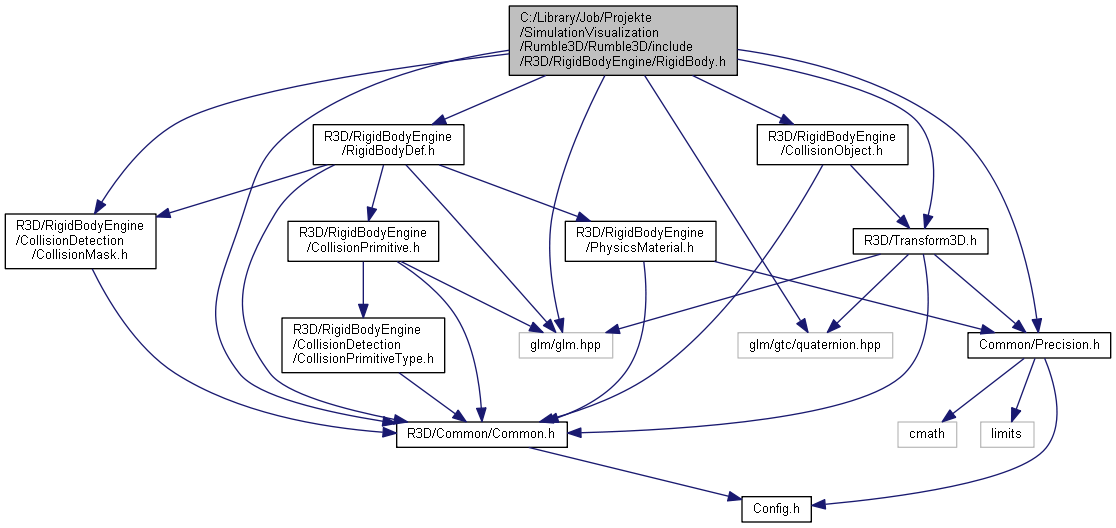 C:/Library/Job/Projekte
/SimulationVisualization
/Rumble3D/Rumble3D/include
/R3D/RigidBodyEngine/RigidBody.h
R3D/RigidBodyEngine
/RigidBodyDef.h
R3D/RigidBodyEngine
/CollisionObject.h
R3D/RigidBodyEngine
/CollisionDetection
/CollisionMask.h
R3D/RigidBodyEngine
/CollisionPrimitive.h
R3D/RigidBodyEngine
/PhysicsMaterial.h
R3D/Transform3D.h
R3D/RigidBodyEngine
/CollisionDetection
/CollisionPrimitiveType.h
glm/glm.hpp
glm/gtc/quaternion.hpp
Common/Precision.h
R3D/Common/Common.h
cmath
limits
Config.h